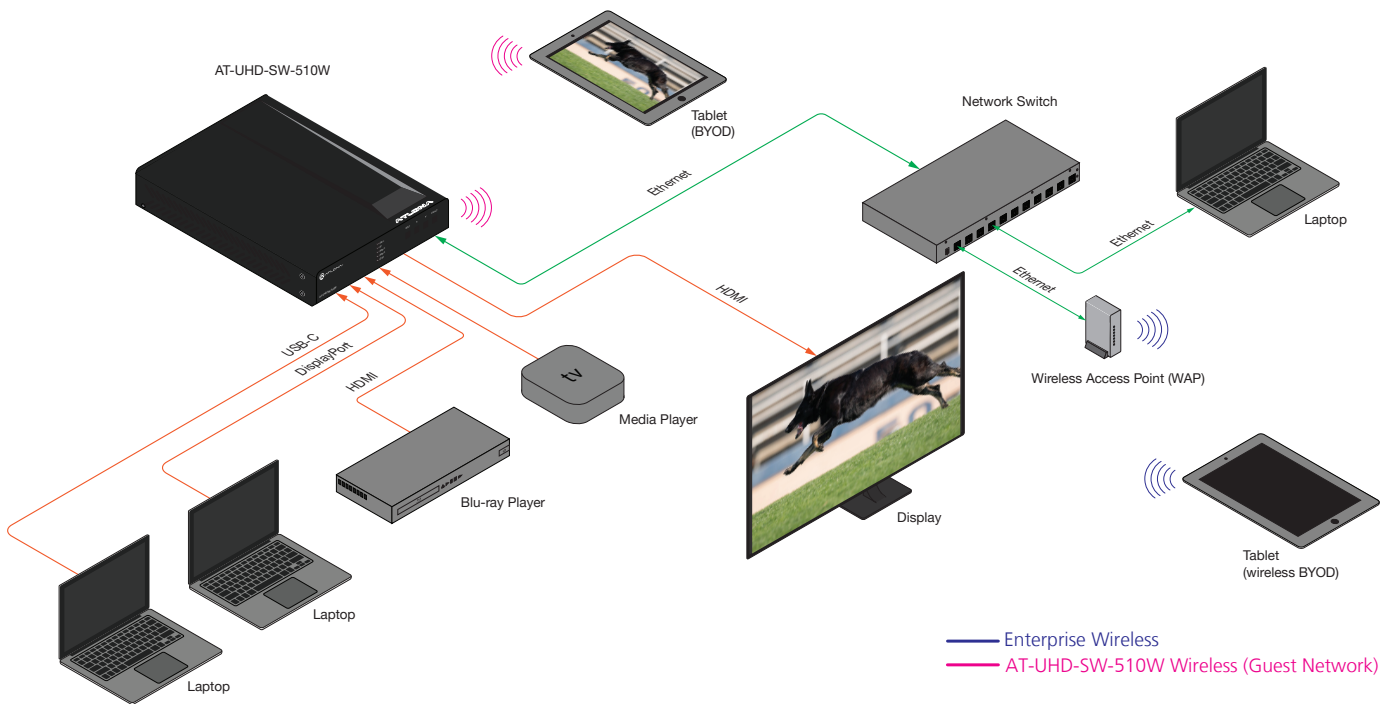 AT-UHD-SW-510W
Tablet
(BYOD)
Network Switch
Ethernet
ATLONA
Laptop
Ethernet
Ethernet
HDMI
USB-C
DisplayPort
HDMI
tv
Media Player
Wireless Access Point (WAP)
Blu-ray Player
Display
Tablet
(wireless BYOD)
Laptop
Laptop
Enterprise Wireless
AT-UHD-SW-510W Wireless (Guest Network)